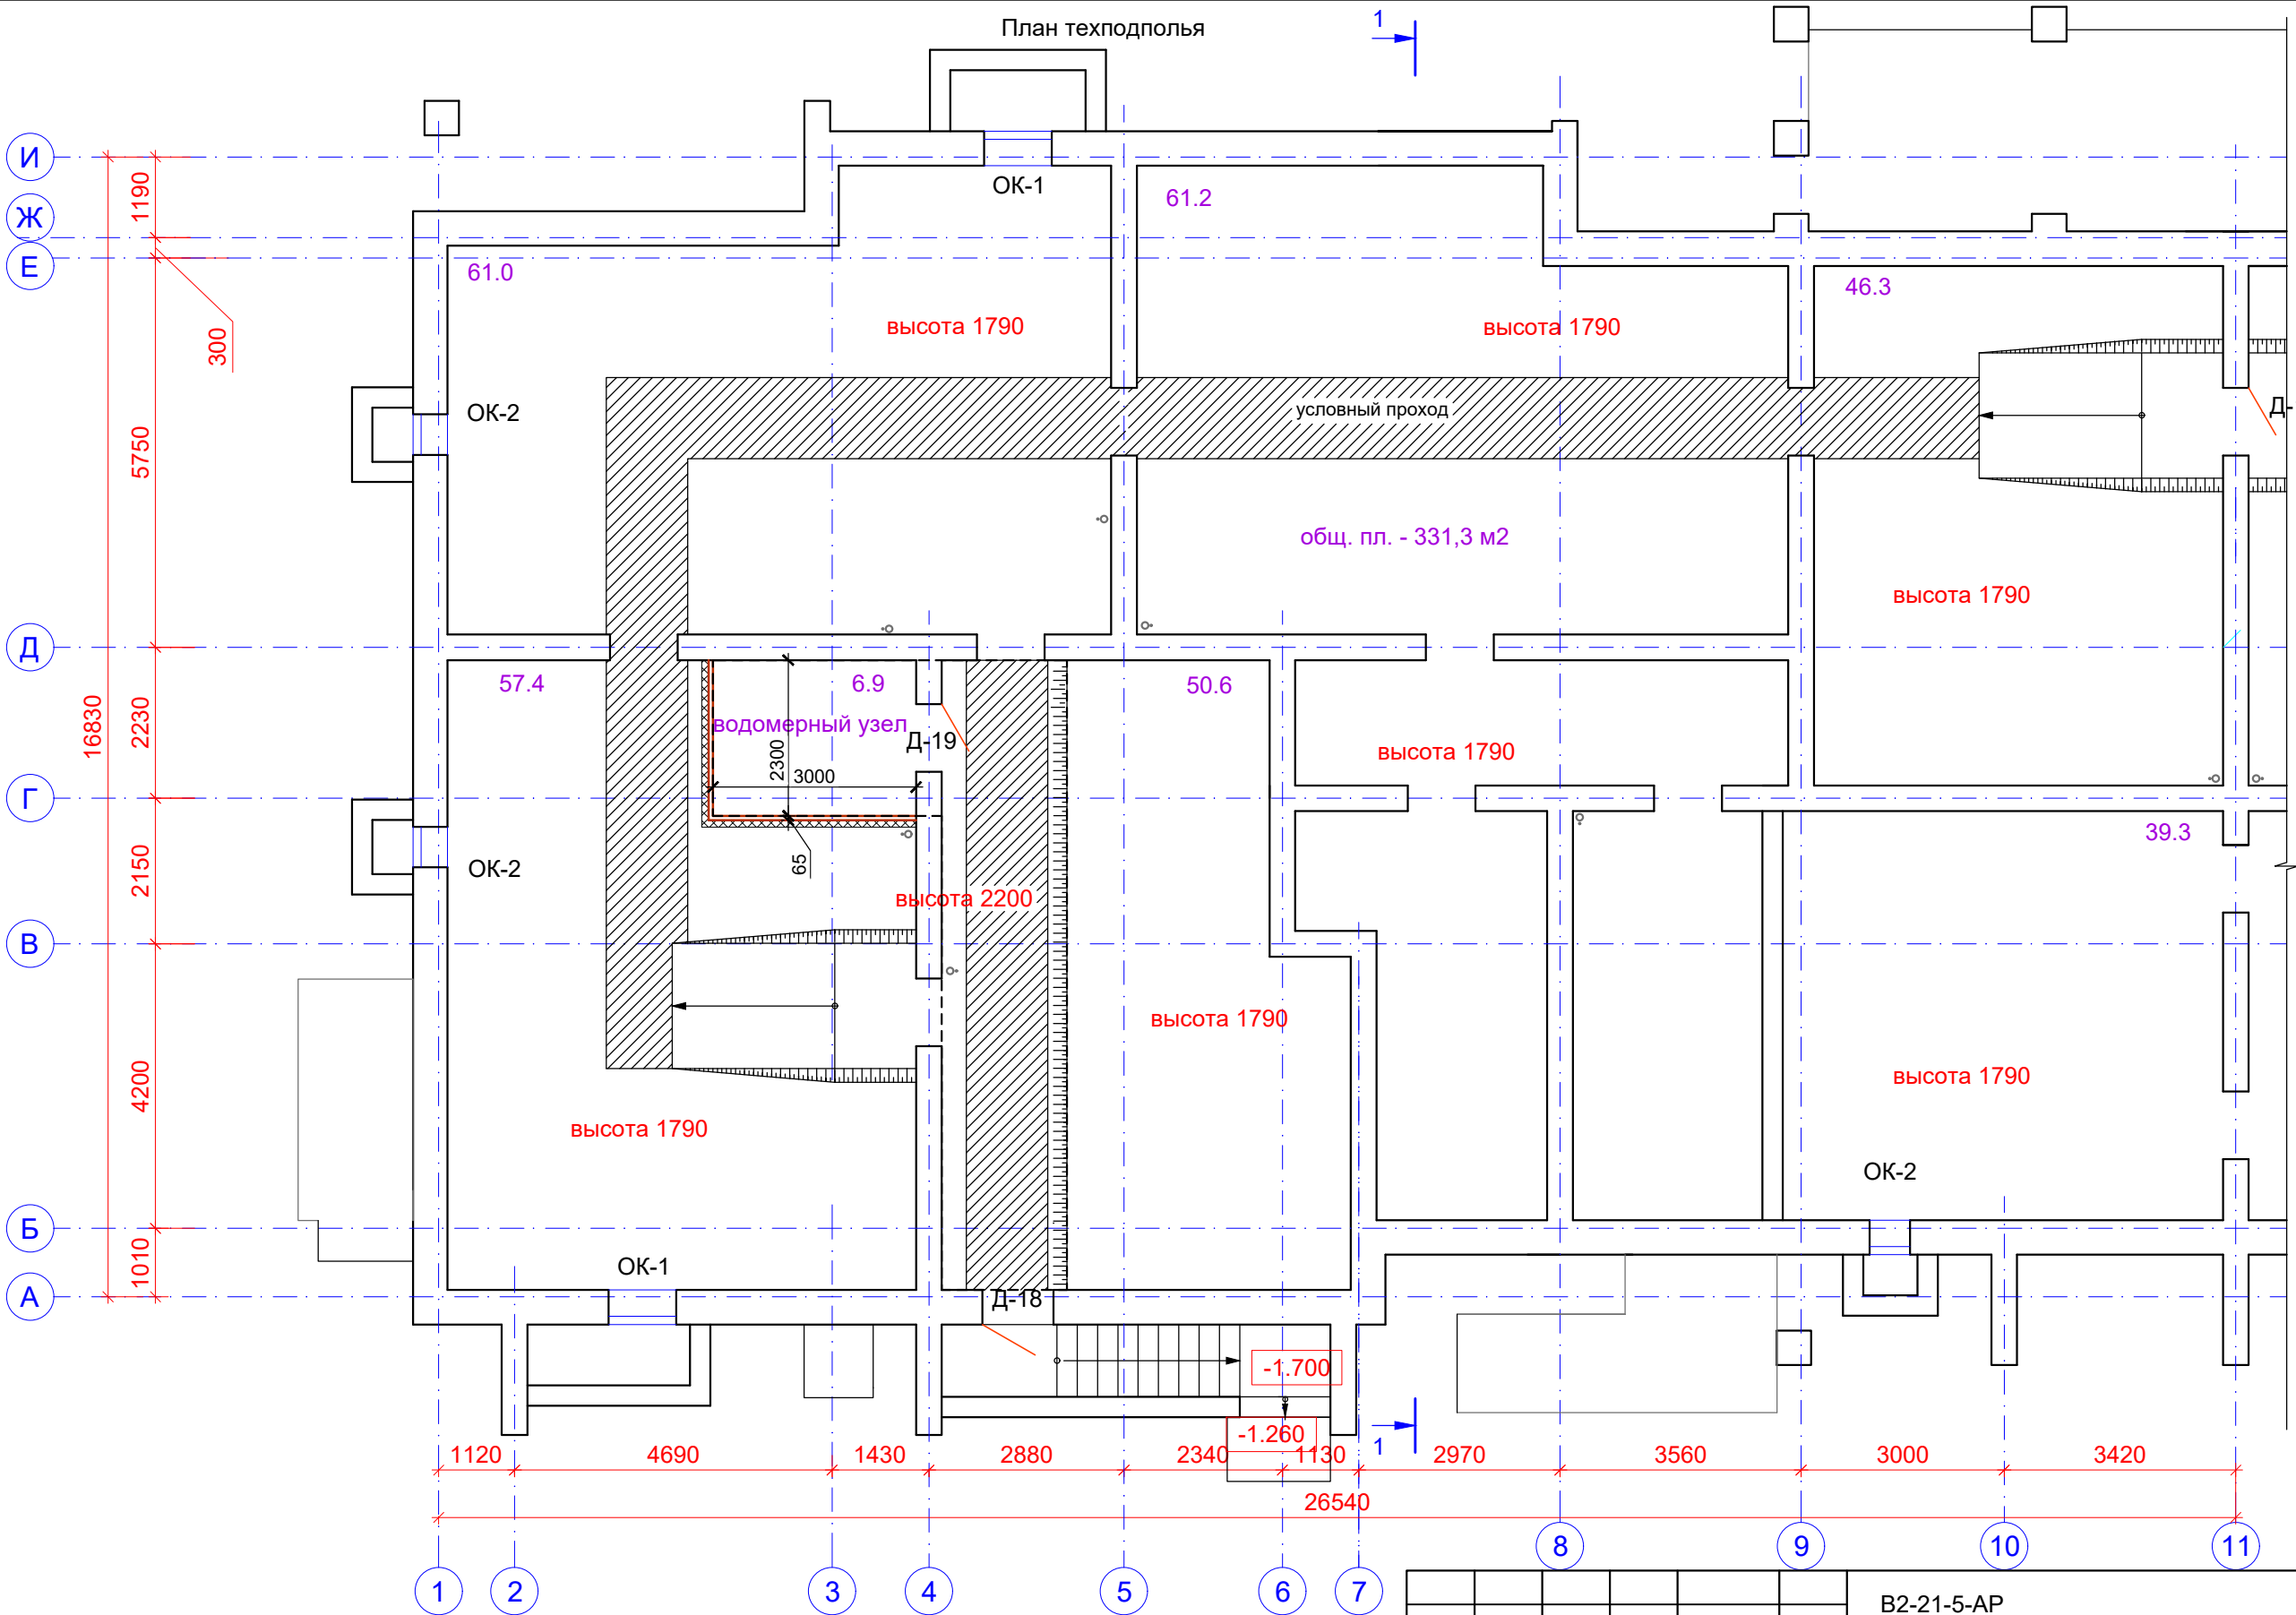 План техподполья
1
И
Ж
Е
Д
Г
В
Б
А
1190
300
5750
2230
2150
4200
1010
16830
ОК-1
61.2
61.0
46.3
высота 1790
высота 1790
ОК-2
условный проход
Д-
общ. пл. - 331,3 м2
высота 1790
57.4
6.9
50.6
водомерный узел
Д-19
2300
3000
высота 1790
65
39.3
ОК-2
высота 2200
высота 1790
высота 1790
высота 1790
ОК-2
ОК-1
Д-18
-1.700
-1.260
1
1120
4690
1430
2880
2340
1130
2970
3560
3000
3420
26540
1
2
3
4
5
6
7
8
9
10
11
В2-21-5-АР